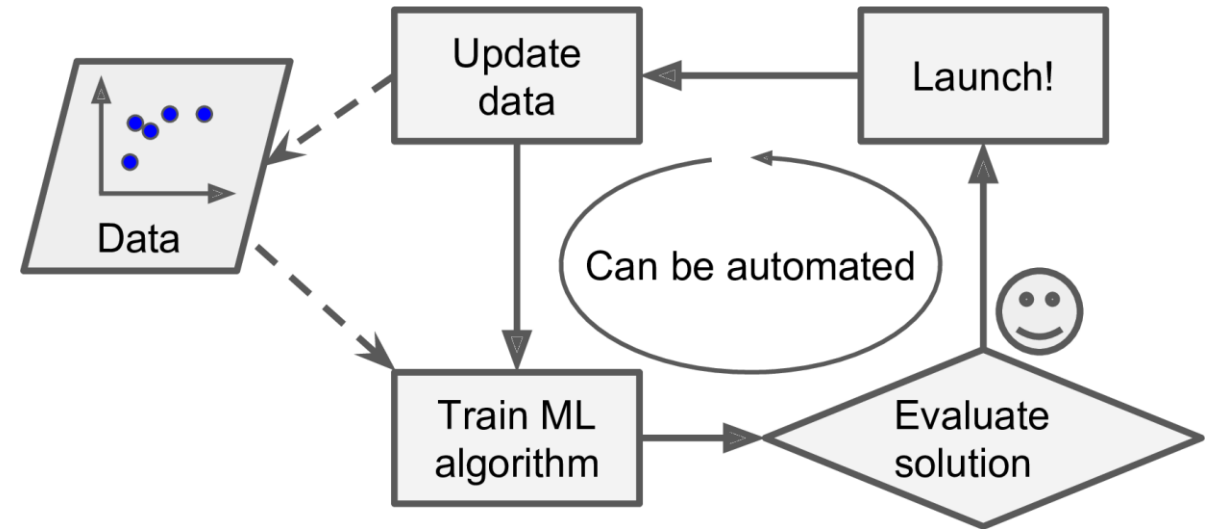 Update
data
Launch!
Data
Can be automated
Train ML
algorithm
Evaluate
solution